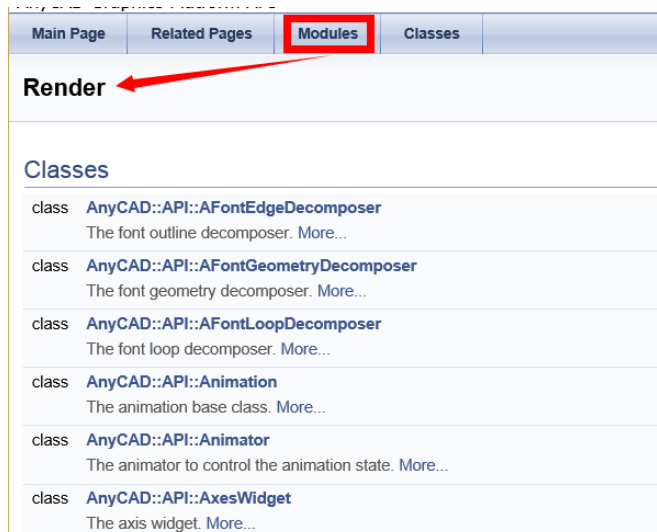 Main Page Related Pages Modules Classes
Render
Classes
class AnyCAD::API::AFontEdgeDecomposer
The font outline decomposer. More...
class AnyCAD::API::AFontGeometryDecomposer
The font geometry decomposer. More...
class AnyCAD::API::AFontLoopDecomposer
The font loop decomposer. More...
class AnyCAD::API::Animation
The animation base class. More...
class AnyCAD::API::Animator
The animator to control the animation state. More...
class AnyCAD::API::AxesWidget
The axis widget. More...